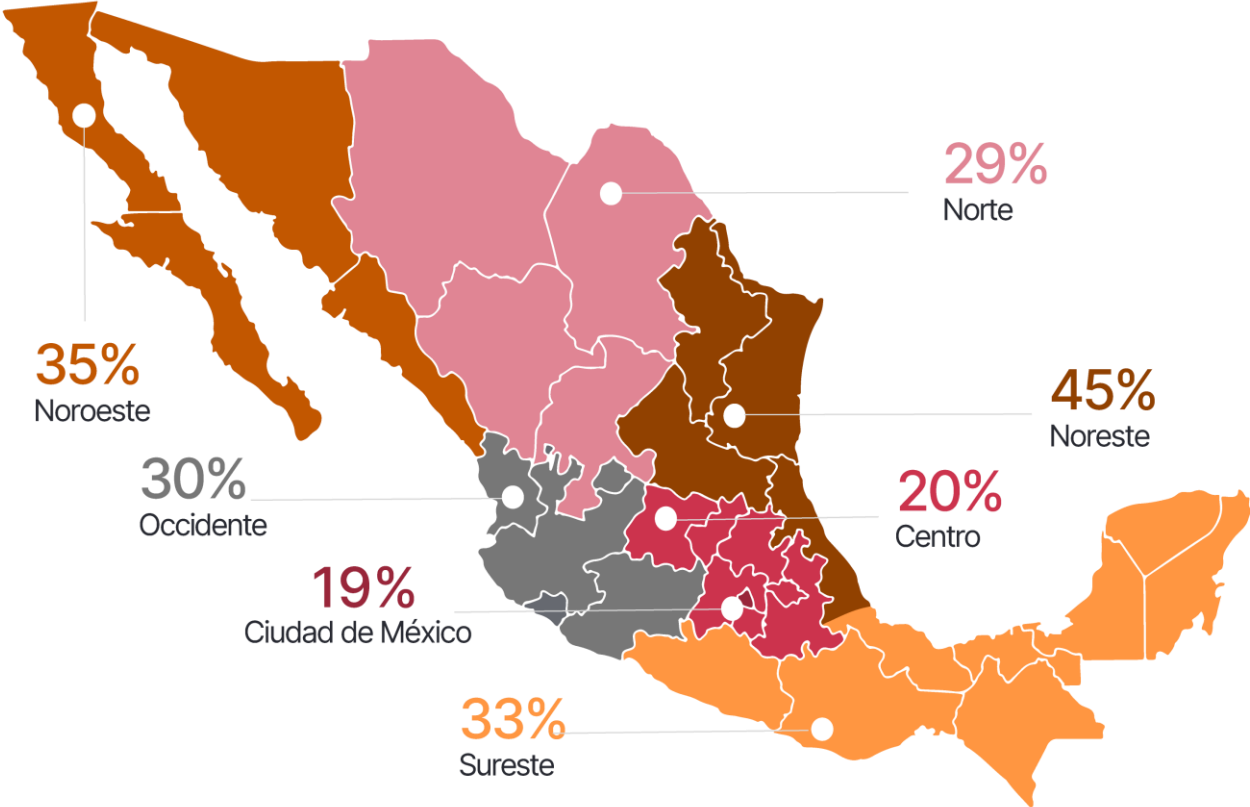 29%
Norte
35%
Noroeste
45%
Noreste
30%
Occidente
20%
Centro
19%
Ciudad de México
33%
Sureste